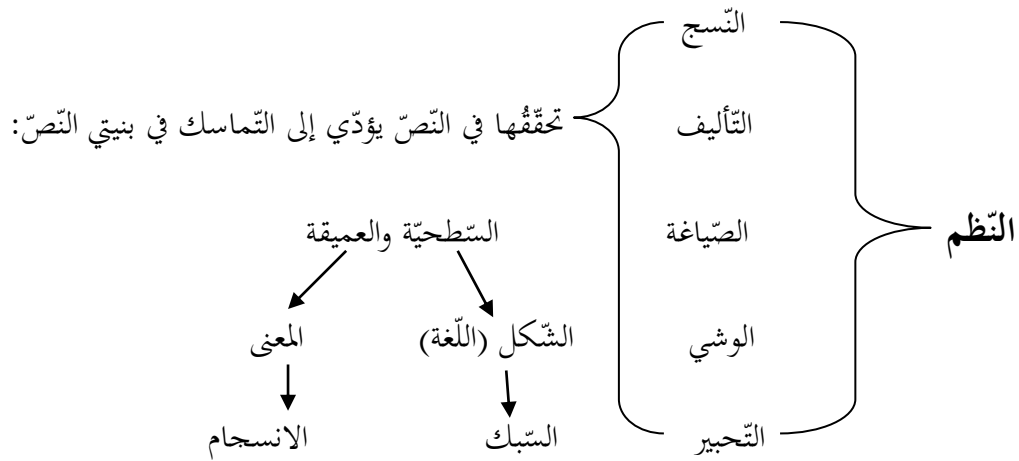 النّظم
النّسج
التّأليف
الصّياغة
الوشي
التّحبير
تحقّقُها في النّصّ يؤدّي إلى التّماسك في بنيتي النّصّ:
السّطحيّة والعميقة
الشّكل (اللّغة)
المعنى
السّبك
الانسجام